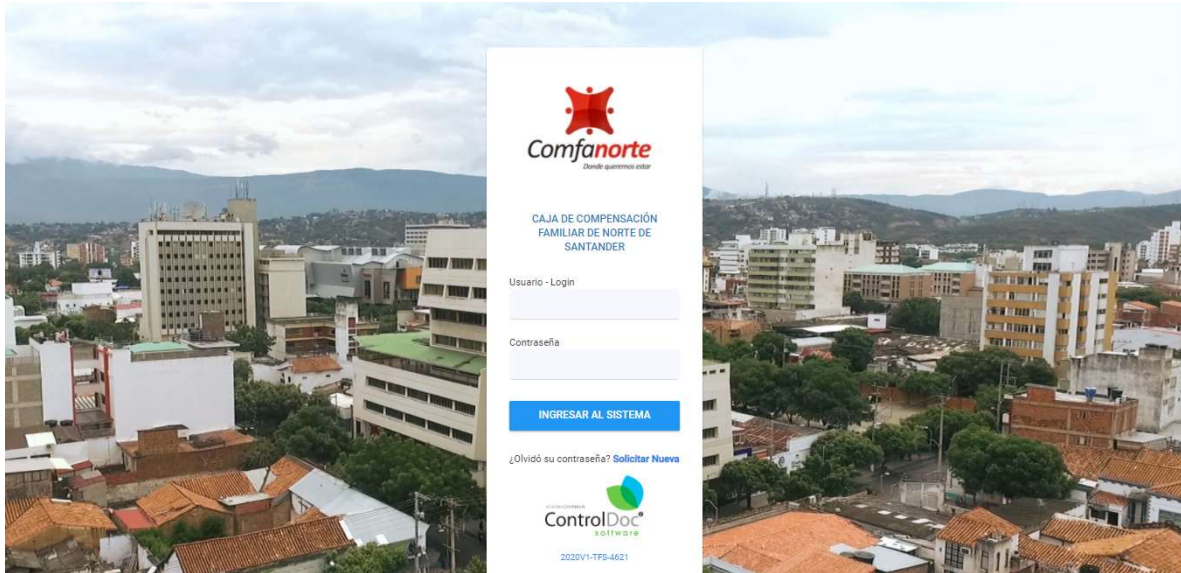 Comfanorte
Donde queremos estar
CAJA DE COMPENSACIÓN
FAMILIAR DE NORTE DE
SANTANDER
Usuario - Login
Contraseña
INGRESAR AL SISTEMA
¿Olvidó su contraseña? Solicitar Nueva
ControlDoc®
software
2020V1-TFS-4621